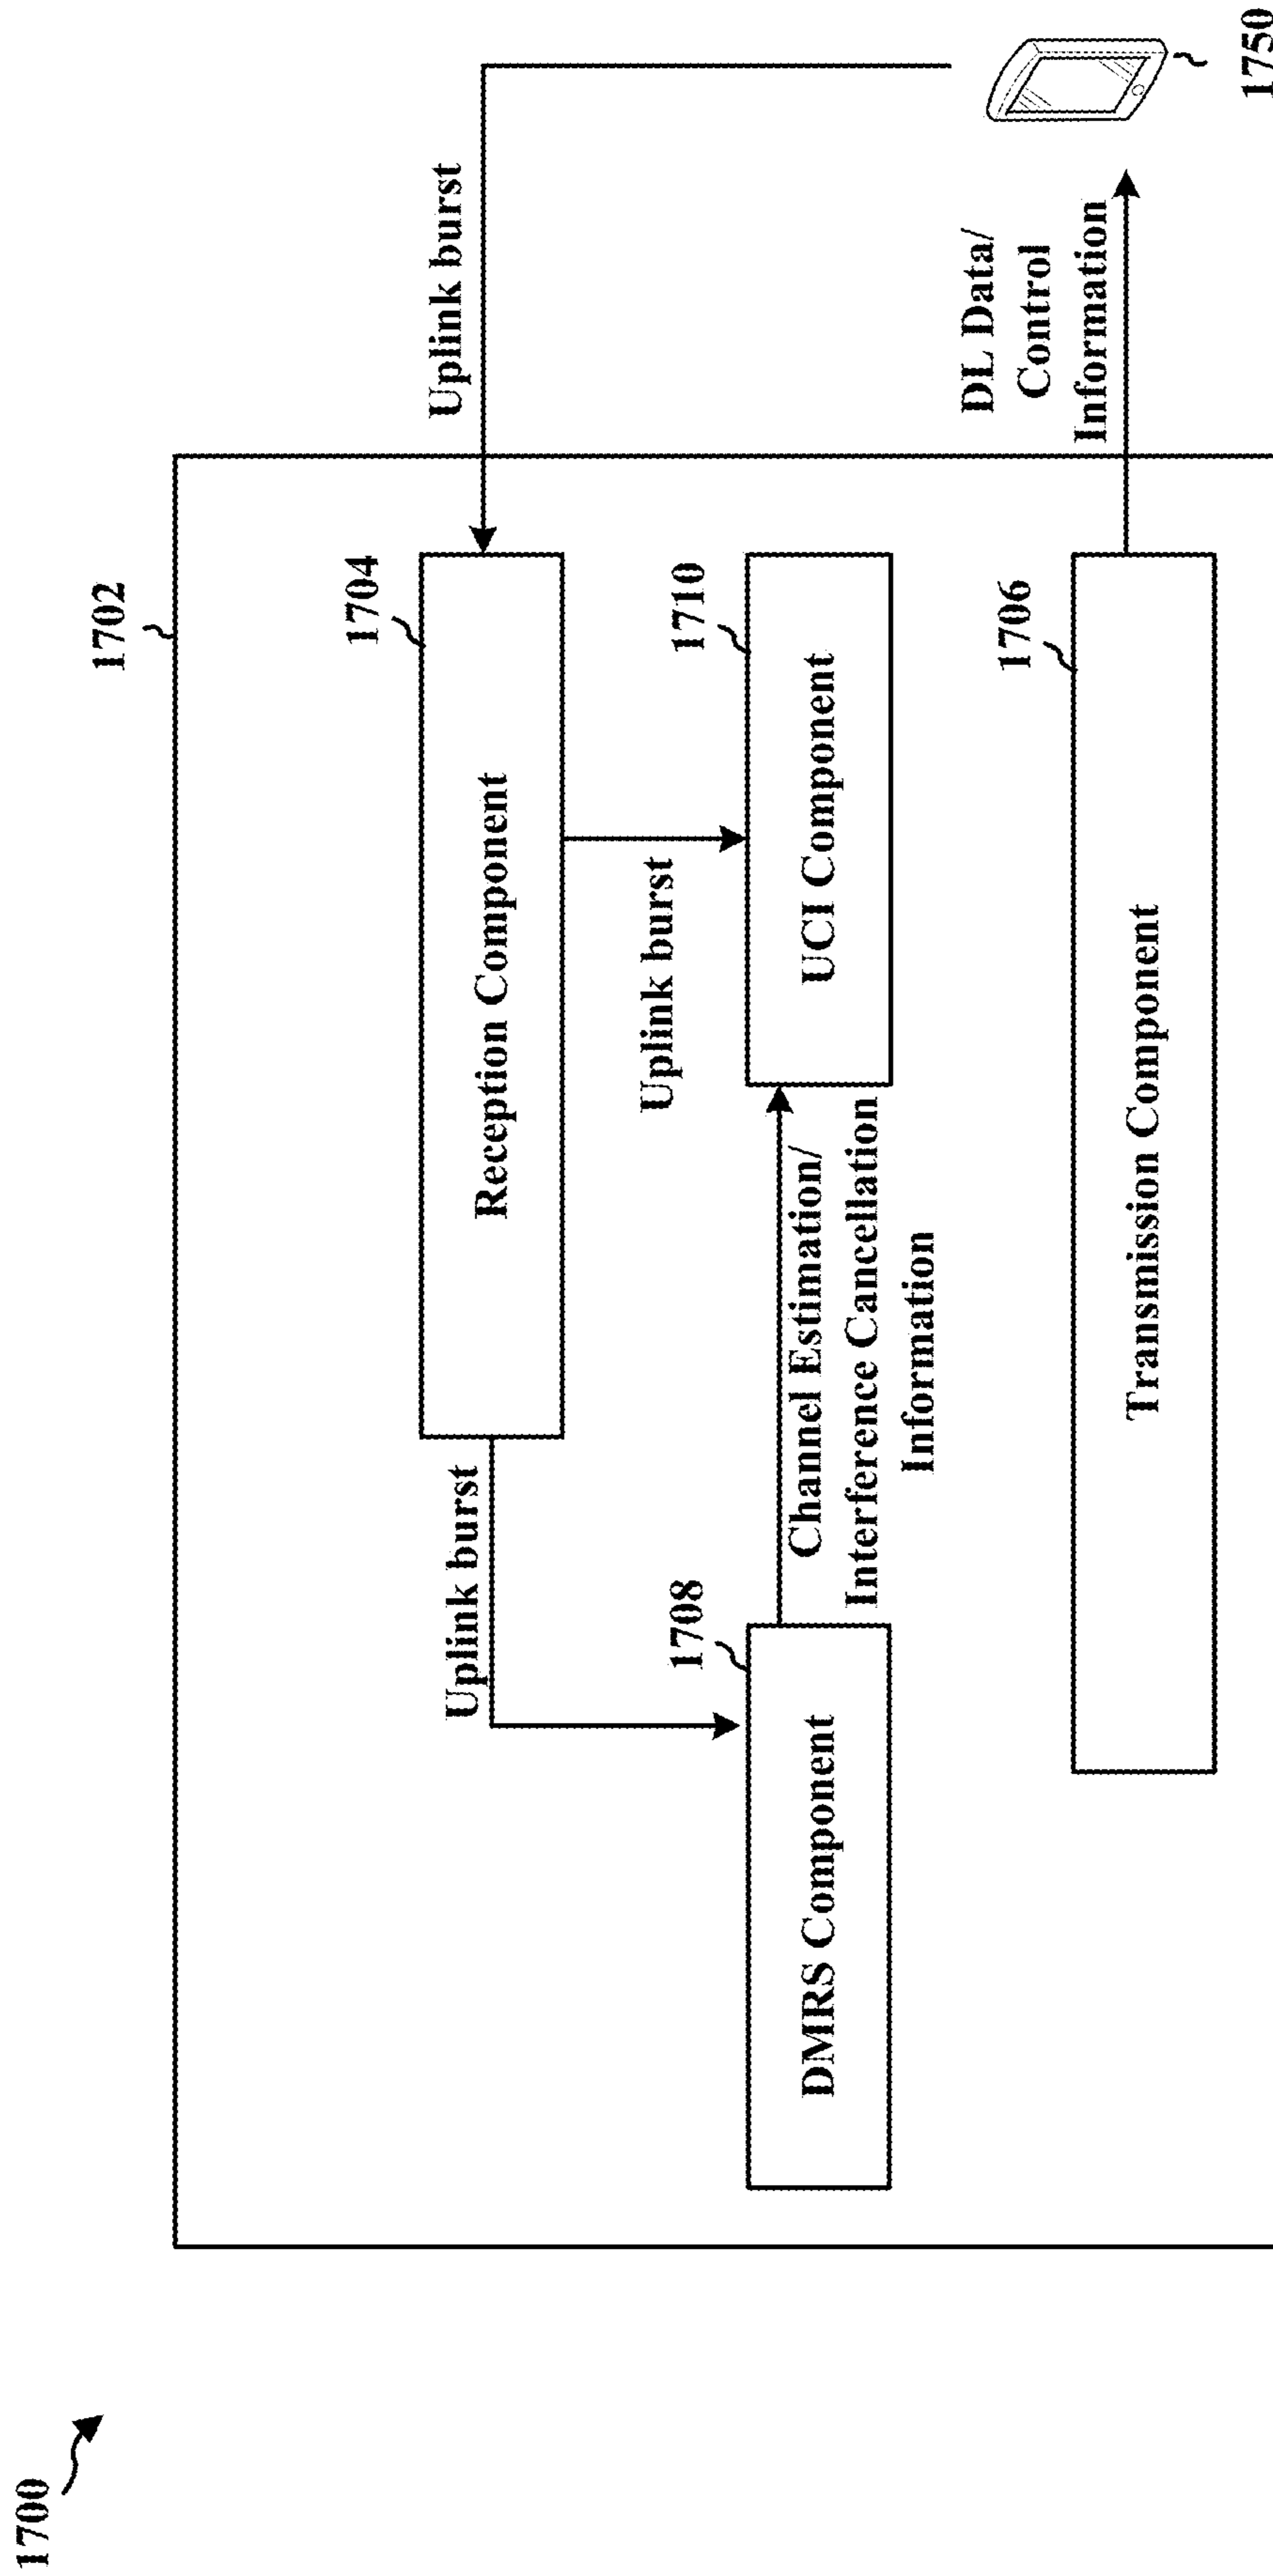 1700
1702
Uplink burst
1704
Reception Component
Uplink burst
Uplink burst
1708
DMRS Component
Channel Estimation/
Interference Cancellation
Information
1710
UCI Component
1706
Transmission Component
DL Data/
Control
Information
1750